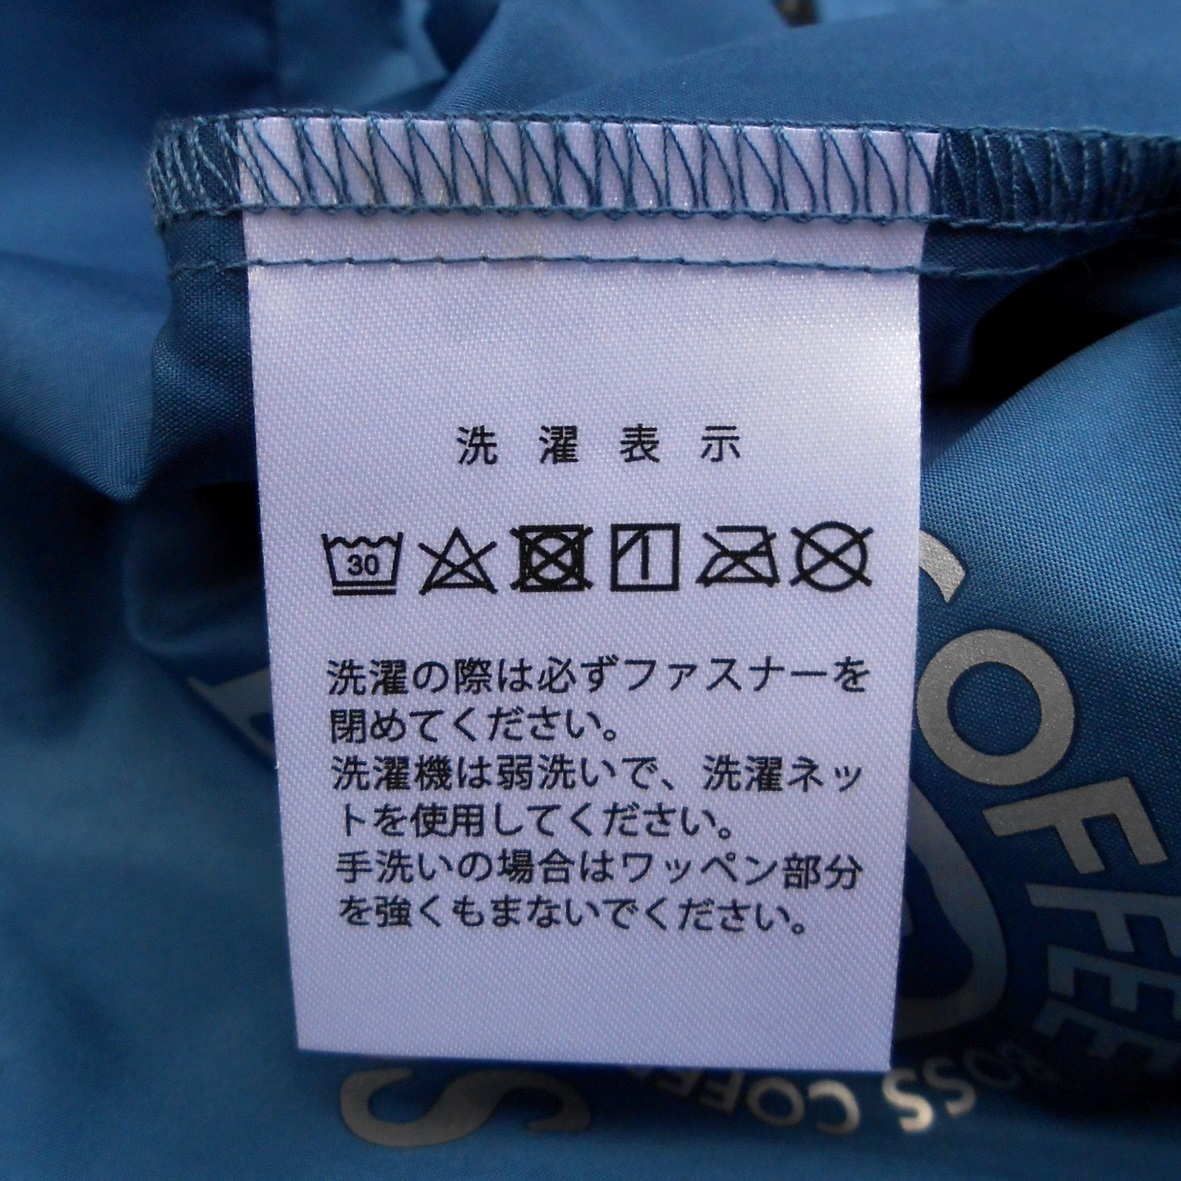 洗濯表示
30
洗濯の際は必ずファスナーを
閉めてください。
洗濯機は弱洗いで、洗濯ネッ
トを使用してください。
手洗いの場合はワッペン部分
を強くもまないでください。
COFFEE
BOSS COFFEE
S